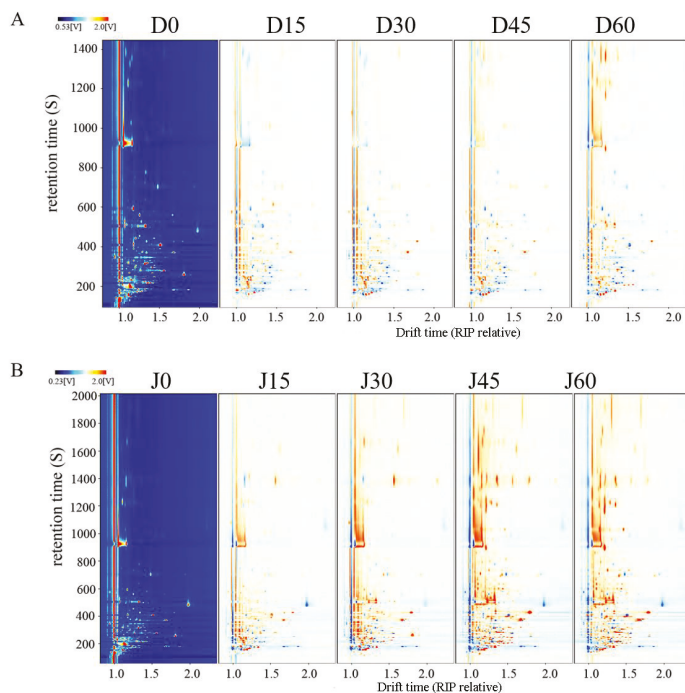 A
0.53[V] 2.0[V]
D0 D15 D30 D45 D60
retention time (S)
1400
1200
1000
800
600
400
200
1.0 1.5 2.0 1.0 1.5 2.0 1.0 1.5 2.0 1.0 1.5 2.0 1.0 1.5 2.0
Drift time (RIP relative)
B
0.23[V] 2.0[V]
J0 J15 J30 J45 J60
retention time (S)
2000
1800
1600
1400
1200
1000
800
600
400
200
1.0 1.5 2.0 1.0 1.5 2.0 1.0 1.5 2.0 1.0 1.5 2.0 1.0 1.5 2.0
Drift time (RIP relative)